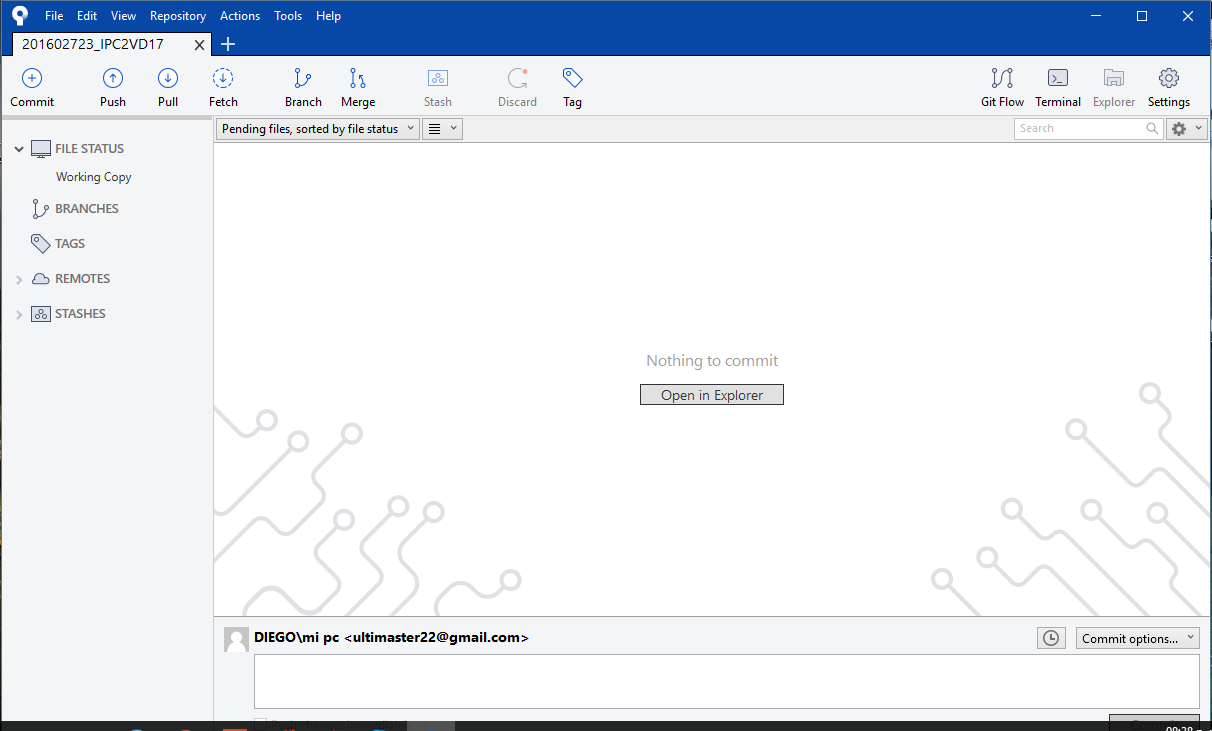 File Edit View Repository Actions Tools Help
201602723_IPC2VD17
Commit Push Pull Fetch Branch Merge Stash Discard Tag Git Flow Terminal Explorer Settings
Pending files, sorted by file status
Search
FILE STATUS
Working Copy
BRANCHES
TAGS
REMOTES
STASHES
Nothing to commit
Open in Explorer
DIEGO\mi pc <ultimaster22@gmail.com>
Commit options...